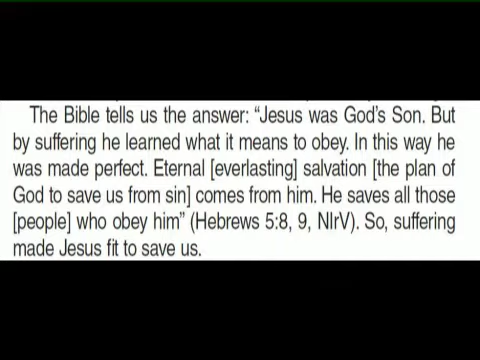 The Bible tells us the answer: “Jesus was God’s Son. But
by suffering he learned what it means to obey. In this way he
was made perfect. Eternal [everlasting] salvation [the plan of
God to save us from sin] comes from him. He saves all those
[people] who obey him” (Hebrews 5:8, 9, NIrV). So, suffering
made Jesus fit to save us.